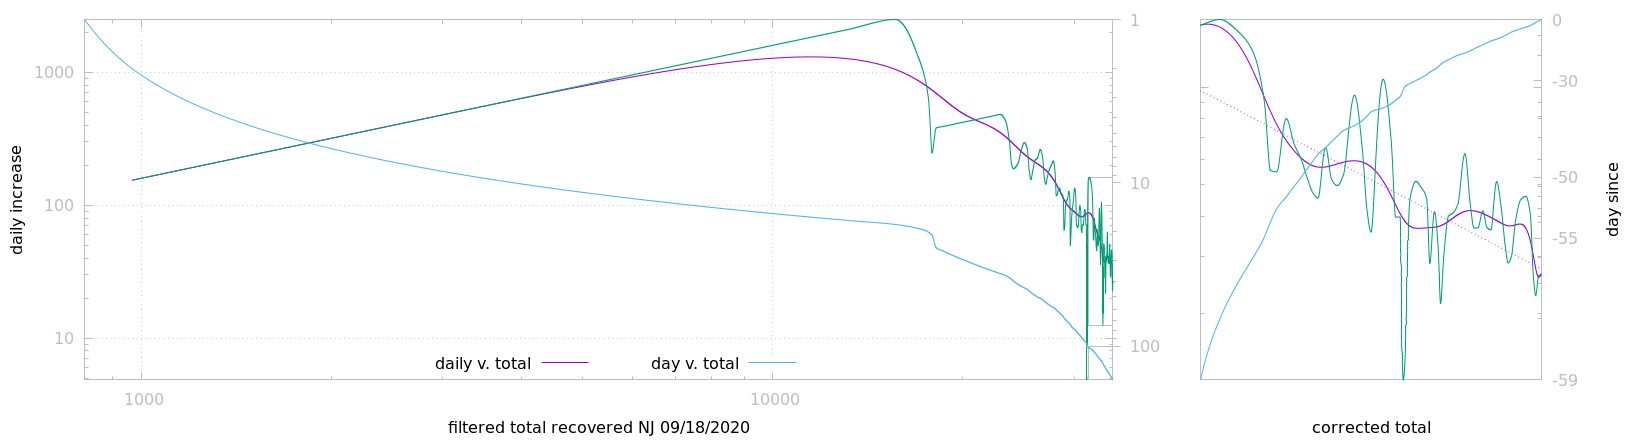 daily increase
1000
100
10
1000
10000
daily v. total
day v. total
filtered total recovered NJ 09/18/2020
1
10
100
0
-30
-50
-55
-59
day since
corrected total